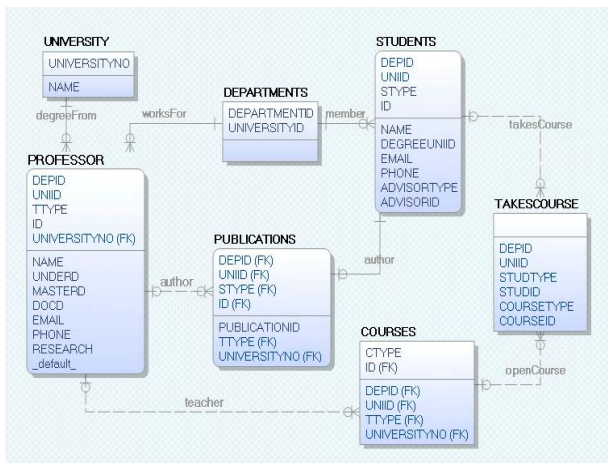 UNIVERSITY
UNIVERSITYNO
NAME
degreeFrom
worksFor
DEPARTMENTS
DEPARTMENTID
UNIVERSITYID
member
STUDENTS
DEPID
UNIID
STYPE
ID
NAME
DEGREEUNIID
EMAIL
PHONE
ADVISORTYPE
ADVISORID
takesCourse
PROFESSOR
DEPID
UNIID
TTYPE
ID
UNIVERSITYNO (FK)
NAME
UNDERD
MASTERD
DOCD
EMAIL
PHONE
RESEARCH
_default_
author
PUBLICATIONS
DEPID (FK)
UNIID (FK)
STYPE (FK)
ID (FK)
PUBLICATIONID
TTYPE (FK)
UNIVERSITYNO (FK)
author
TAKESCOURSE
DEPID
UNIID
STUDTYPE
STUDID
COURSETYPE
COURSEID
COURSES
CTYPE
ID (FK)
DEPID (FK)
UNIID (FK)
TTYPE (FK)
UNIVERSITYNO (FK)
openCourse
teacher